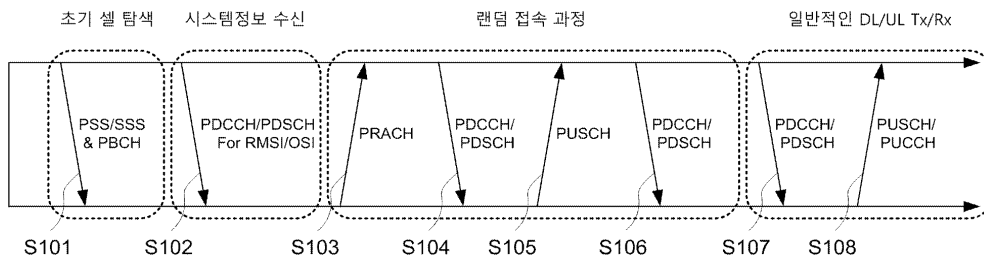 초기 셀 탐색
시스템정보 수신
랜덤 접속 과정
일반적인 DL/UL Tx/Rx
PSS/SSS
& PBCH
PDCCH/PDSCH
For RMSI/OSI
PRACH
PDCCH/
PDSCH
PUSCH
PDCCH/
PDSCH
PDCCH/
PDSCH
PUSCH/
PUCCH
S101
S102
S103
S104
S105
S106
S107
S108